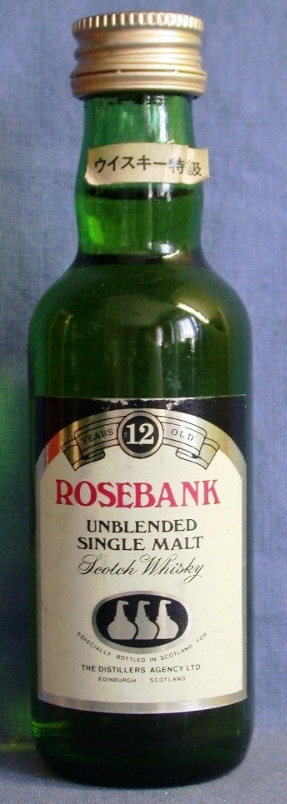 ウイスキー特級
YEARS 12 OLD
ROSEBANK
UNBLENDED
SINGLE MALT
Scotch Whisky
ESPECIALLY BOTTLED IN SCOTLAND FOR
THE DISTILLERS AGENCY LTD.
EDINBURGH · SCOTLAND